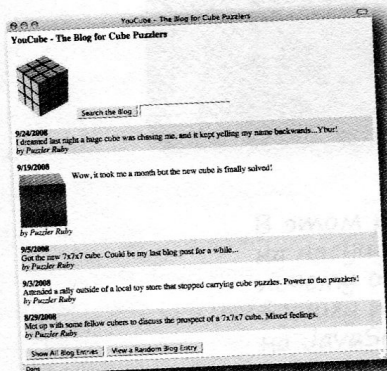 YouCube - The Blog for Cube Puzzlers
YouCube - The Blog for Cube Puzzlers
Search the Blog
9/24/2008
I dreamed last night a huge cube was chasing me, and it kept yelling my name backwards...Ybur!
by Puzzler Ruby
9/19/2008
Wow, it took me a month but the new cube is finally solved!
by Puzzler Ruby
9/5/2008
Got the new 7x7x7 cube. Could be my last blog post for a while...
by Puzzler Ruby
9/3/2008
Attended a rally outside of a local toy store that stopped carrying cube puzzles. Power to the puzzlers!
by Puzzler Ruby
8/29/2008
Met up with some fellow cubers to discuss the prospect of a 7x7x7 cube. Mixed feelings.
by Puzzler Ruby
Show All Blog Entries View a Random Blog Entry
Done